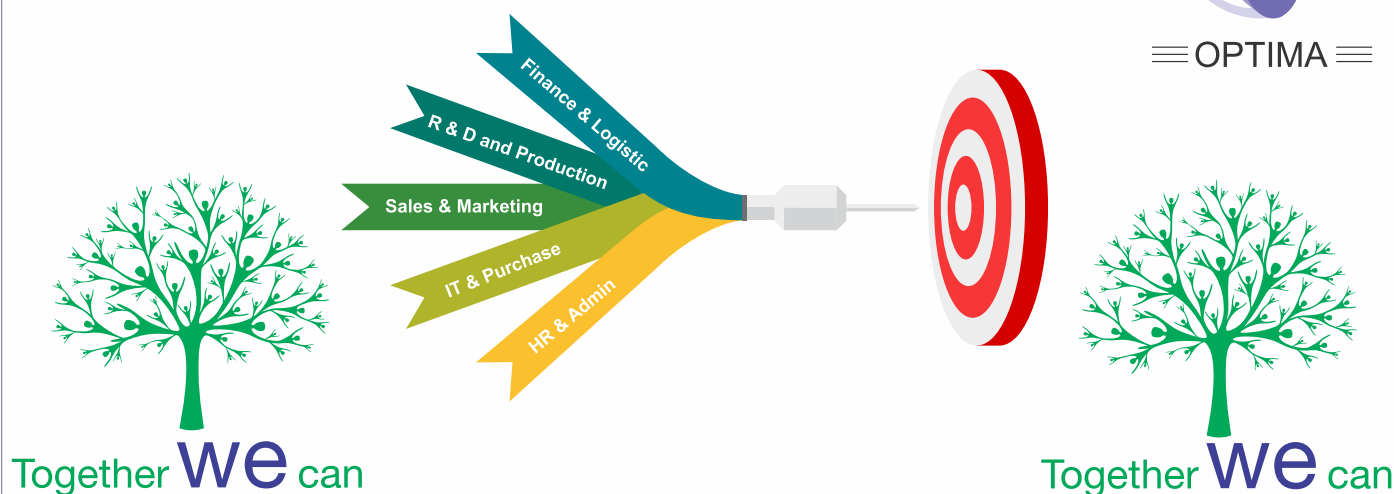 OPTIMA
Finance & Logistic
R & D and Production
Sales & Marketing
IT & Purchase
HR & Admin
Together we can
Together we can